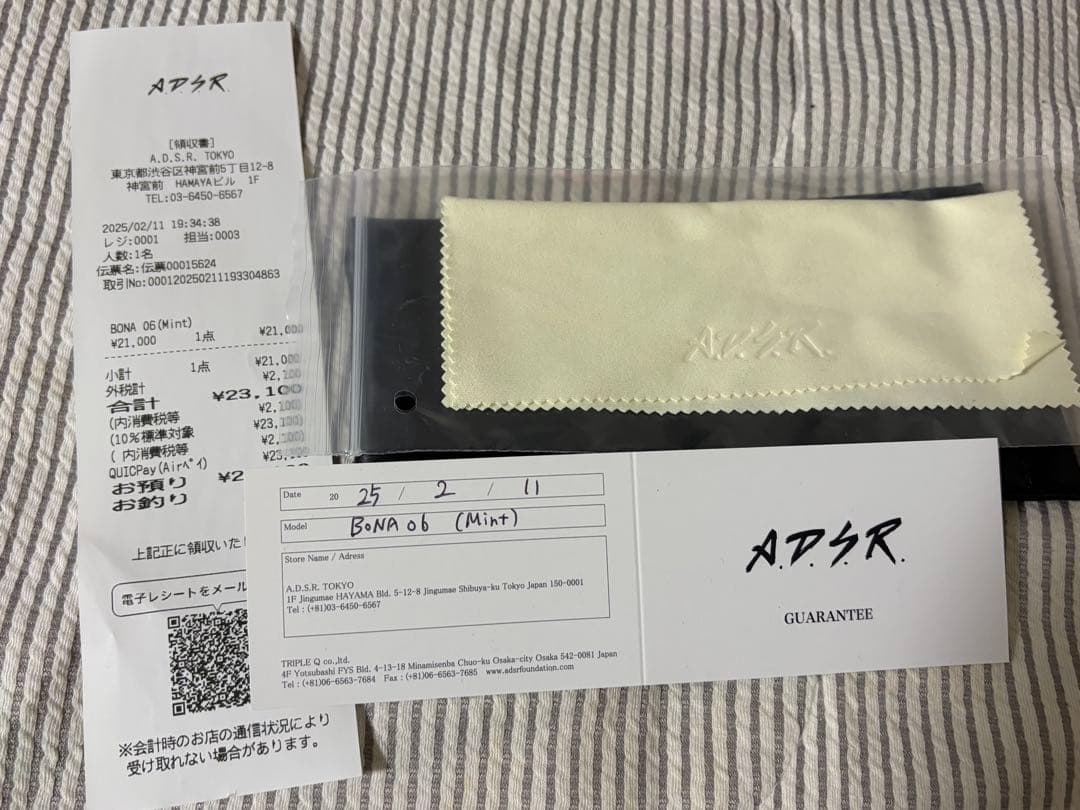 A.D.S.R.
[領収書]
A.D.S.R. TOKYO
東京都渋谷区神宮前5丁目12-8
神宮前 HAMAYAビル 1F
TEL:03-6450-6567
2025/02/11 19:34:38
レジ:0001 担当:0003
人数:1名
伝票名:伝票00015624
取引No:000120250211193304863
BONA 06(Mint)
¥21,000 1点 ¥21,000
小計 1点 ¥21,000
外税計 ¥2,100
合計 ¥23,100
(内消費税等 ¥2,100)
(10%標準対象 ¥23,100)
( 内消費税等 ¥2,100)
QUICPay(Airペイ) ¥23,100
お預り
お釣り
上記正に領収いた
電子レシートをメール
※会計時のお店の通信状況により
受け取れない場合があります。
A.D.S.R.
Date 20 25 / 2 / 11
Model BONA 06 (Mint)
Store Name / Adress
A.D.S.R. TOKYO
1F Jingumae HAYAMA Bld. 5-12-8 Jingumae Shibuya-ku Tokyo Japan 150-0001
Tel : (+81)03-6450-6567
TRIPLE Q co.,ltd.
4F Yotsubashi FYS Bld. 4-13-18 Minamisenba Chuo-ku Osaka-city Osaka 542-0081 Japan
Tel : (+81)06-6563-7684 Fax : (+81)06-6563-7685 www.adsrfoundation.com
A.D.S.R.
GUARANTEE